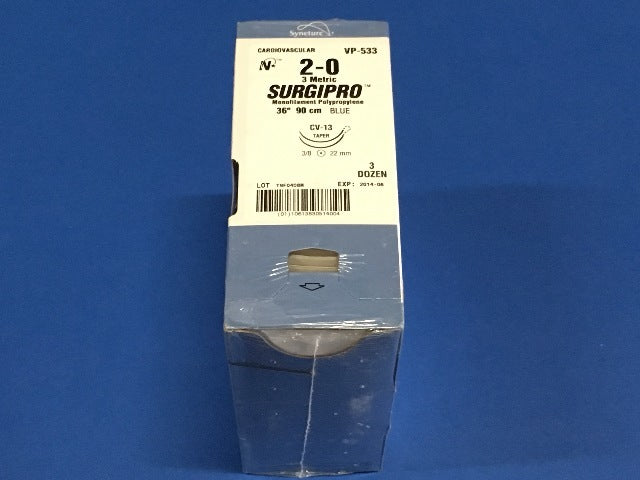 Syneture
CARDIOVASCULAR VP-533
N
2-0
3 Metric
SURGIPRO™
Monofilament Polypropylene
36" 90 cm BLUE
CV-13
TAPER
3/8 22 mm
3
DOZEN
LOT EXP: 2014-08